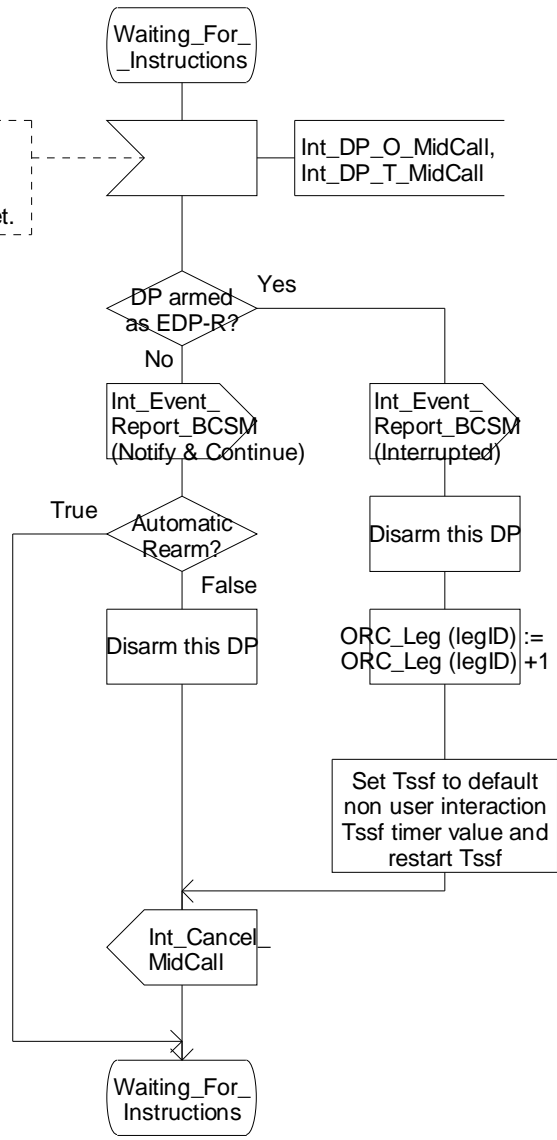 Waiting_For_
_Instructions
Int_DP_O_MidCall,
Int_DP_T_MidCall
DP armed
as EDP-R?
Yes
No
Int_Event_
Report_BCSM
(Notify & Continue)
Int_Event_
Report_BCSM
(Interrupted)
True
Automatic
Rearm?
Disarm this DP
False
Disarm this DP
ORC_Leg (legID) :=
ORC_Leg (legID) +1
Set Tssf to default
non user interaction
Tssf timer value and
restart Tssf
Int_Cancel_
MidCall
Waiting_For_
Instructions